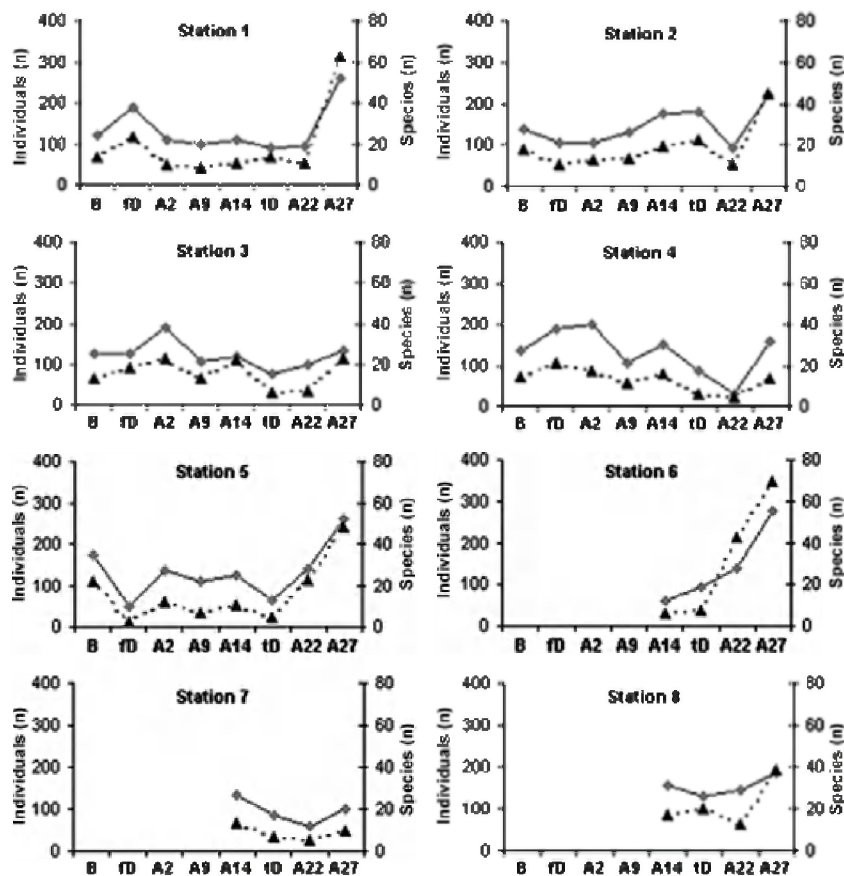 Station 1
Individuals (n)
400
300
200
100
0
80
60
40
20
0
Species (n)
B fD A2 A9 A14 tD A22 A27
Station 2
Individuals (n)
400
300
200
100
0
80
60
40
20
0
Species (n)
B fD A2 A9 A14 tD A22 A27
Station 3
Individuals (n)
400
300
200
100
0
80
60
40
20
0
Species (n)
B fD A2 A9 A14 tD A22 A27
Station 4
Individuals (n)
400
300
200
100
0
80
60
40
20
0
Species (n)
B fD A2 A9 A14 tD A22 A27
Station 5
Individuals (n)
400
300
200
100
0
80
60
40
20
0
Species (n)
B fD A2 A9 A14 tD A22 A27
Station 6
Individuals (n)
400
300
200
100
0
80
60
40
20
0
Species (n)
B fD A2 A9 A14 tD A22 A27
Station 7
Individuals (n)
400
300
200
100
0
80
60
40
20
0
Species (n)
B fD A2 A9 A14 tD A22 A27
Station 8
Individuals (n)
400
300
200
100
0
80
60
40
20
0
Species (n)
B fD A2 A9 A14 tD A22 A27